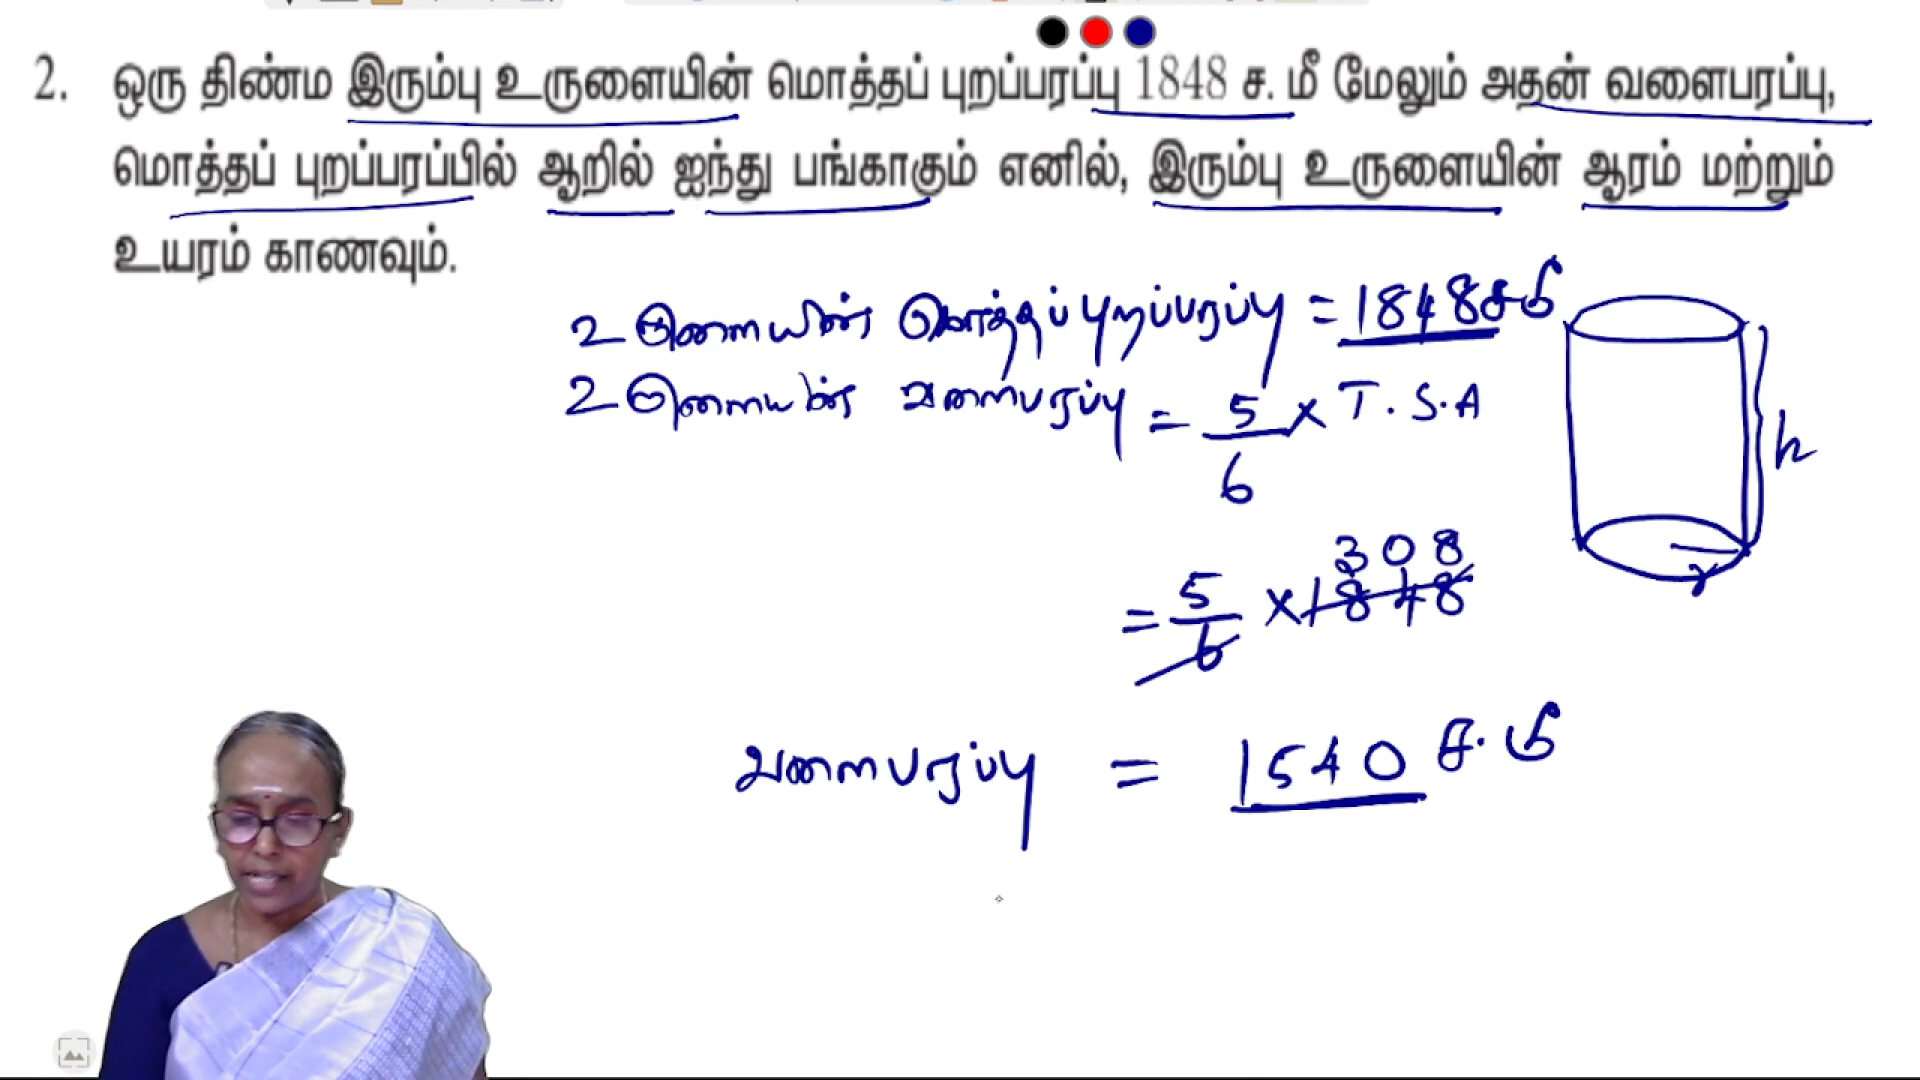 2. ஒரு திண்ம இரும்பு உருளையின் மொத்தப் புறப்பரப்பு 1848 ச. மீ மேலும் அதன் வளைபரப்பு,
மொத்தப் புறப்பரப்பில் ஆறில் ஐந்து பங்காகும் எனில், இரும்பு உருளையின் ஆரம் மற்றும்
உயரம் காணவும்.
உருளையின் மொத்தப்புறப்பரப்பு = 1848 ச மீ
உருளையின் வளைபரப்பு = 5/6 × T.S.A
h
308
= 5/6 × 1848
r
வளைபரப்பு = 1540 ச. மீ